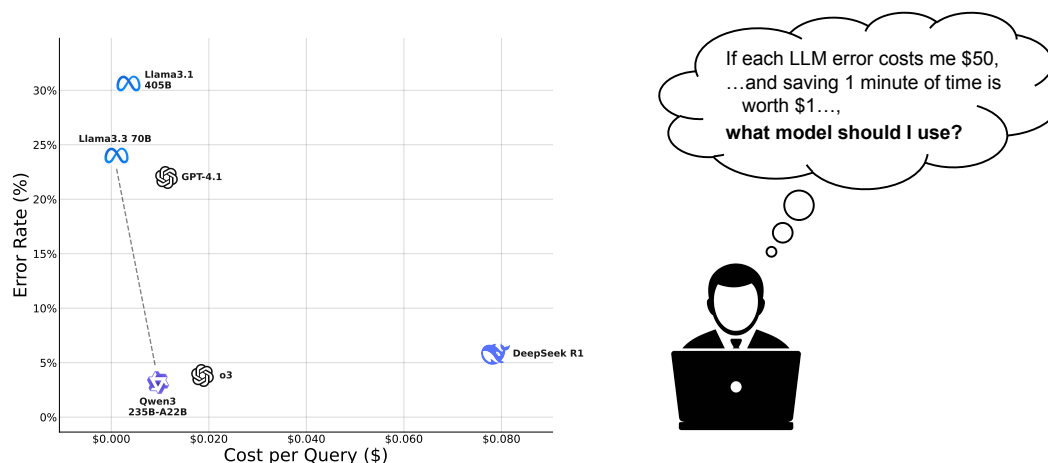 Llama3.1
405B
30%
Llama3.3 70B
25%
GPT-4.1
20%
15%
10%
5%
DeepSeek R1
o3
Qwen3
235B-A22B
0%
Error Rate (%)
$0.000
$0.020
$0.040
$0.060
$0.080
Cost per Query ($)
If each LLM error costs me $50,
…and saving 1 minute of time is
worth $1…,
what model should I use?